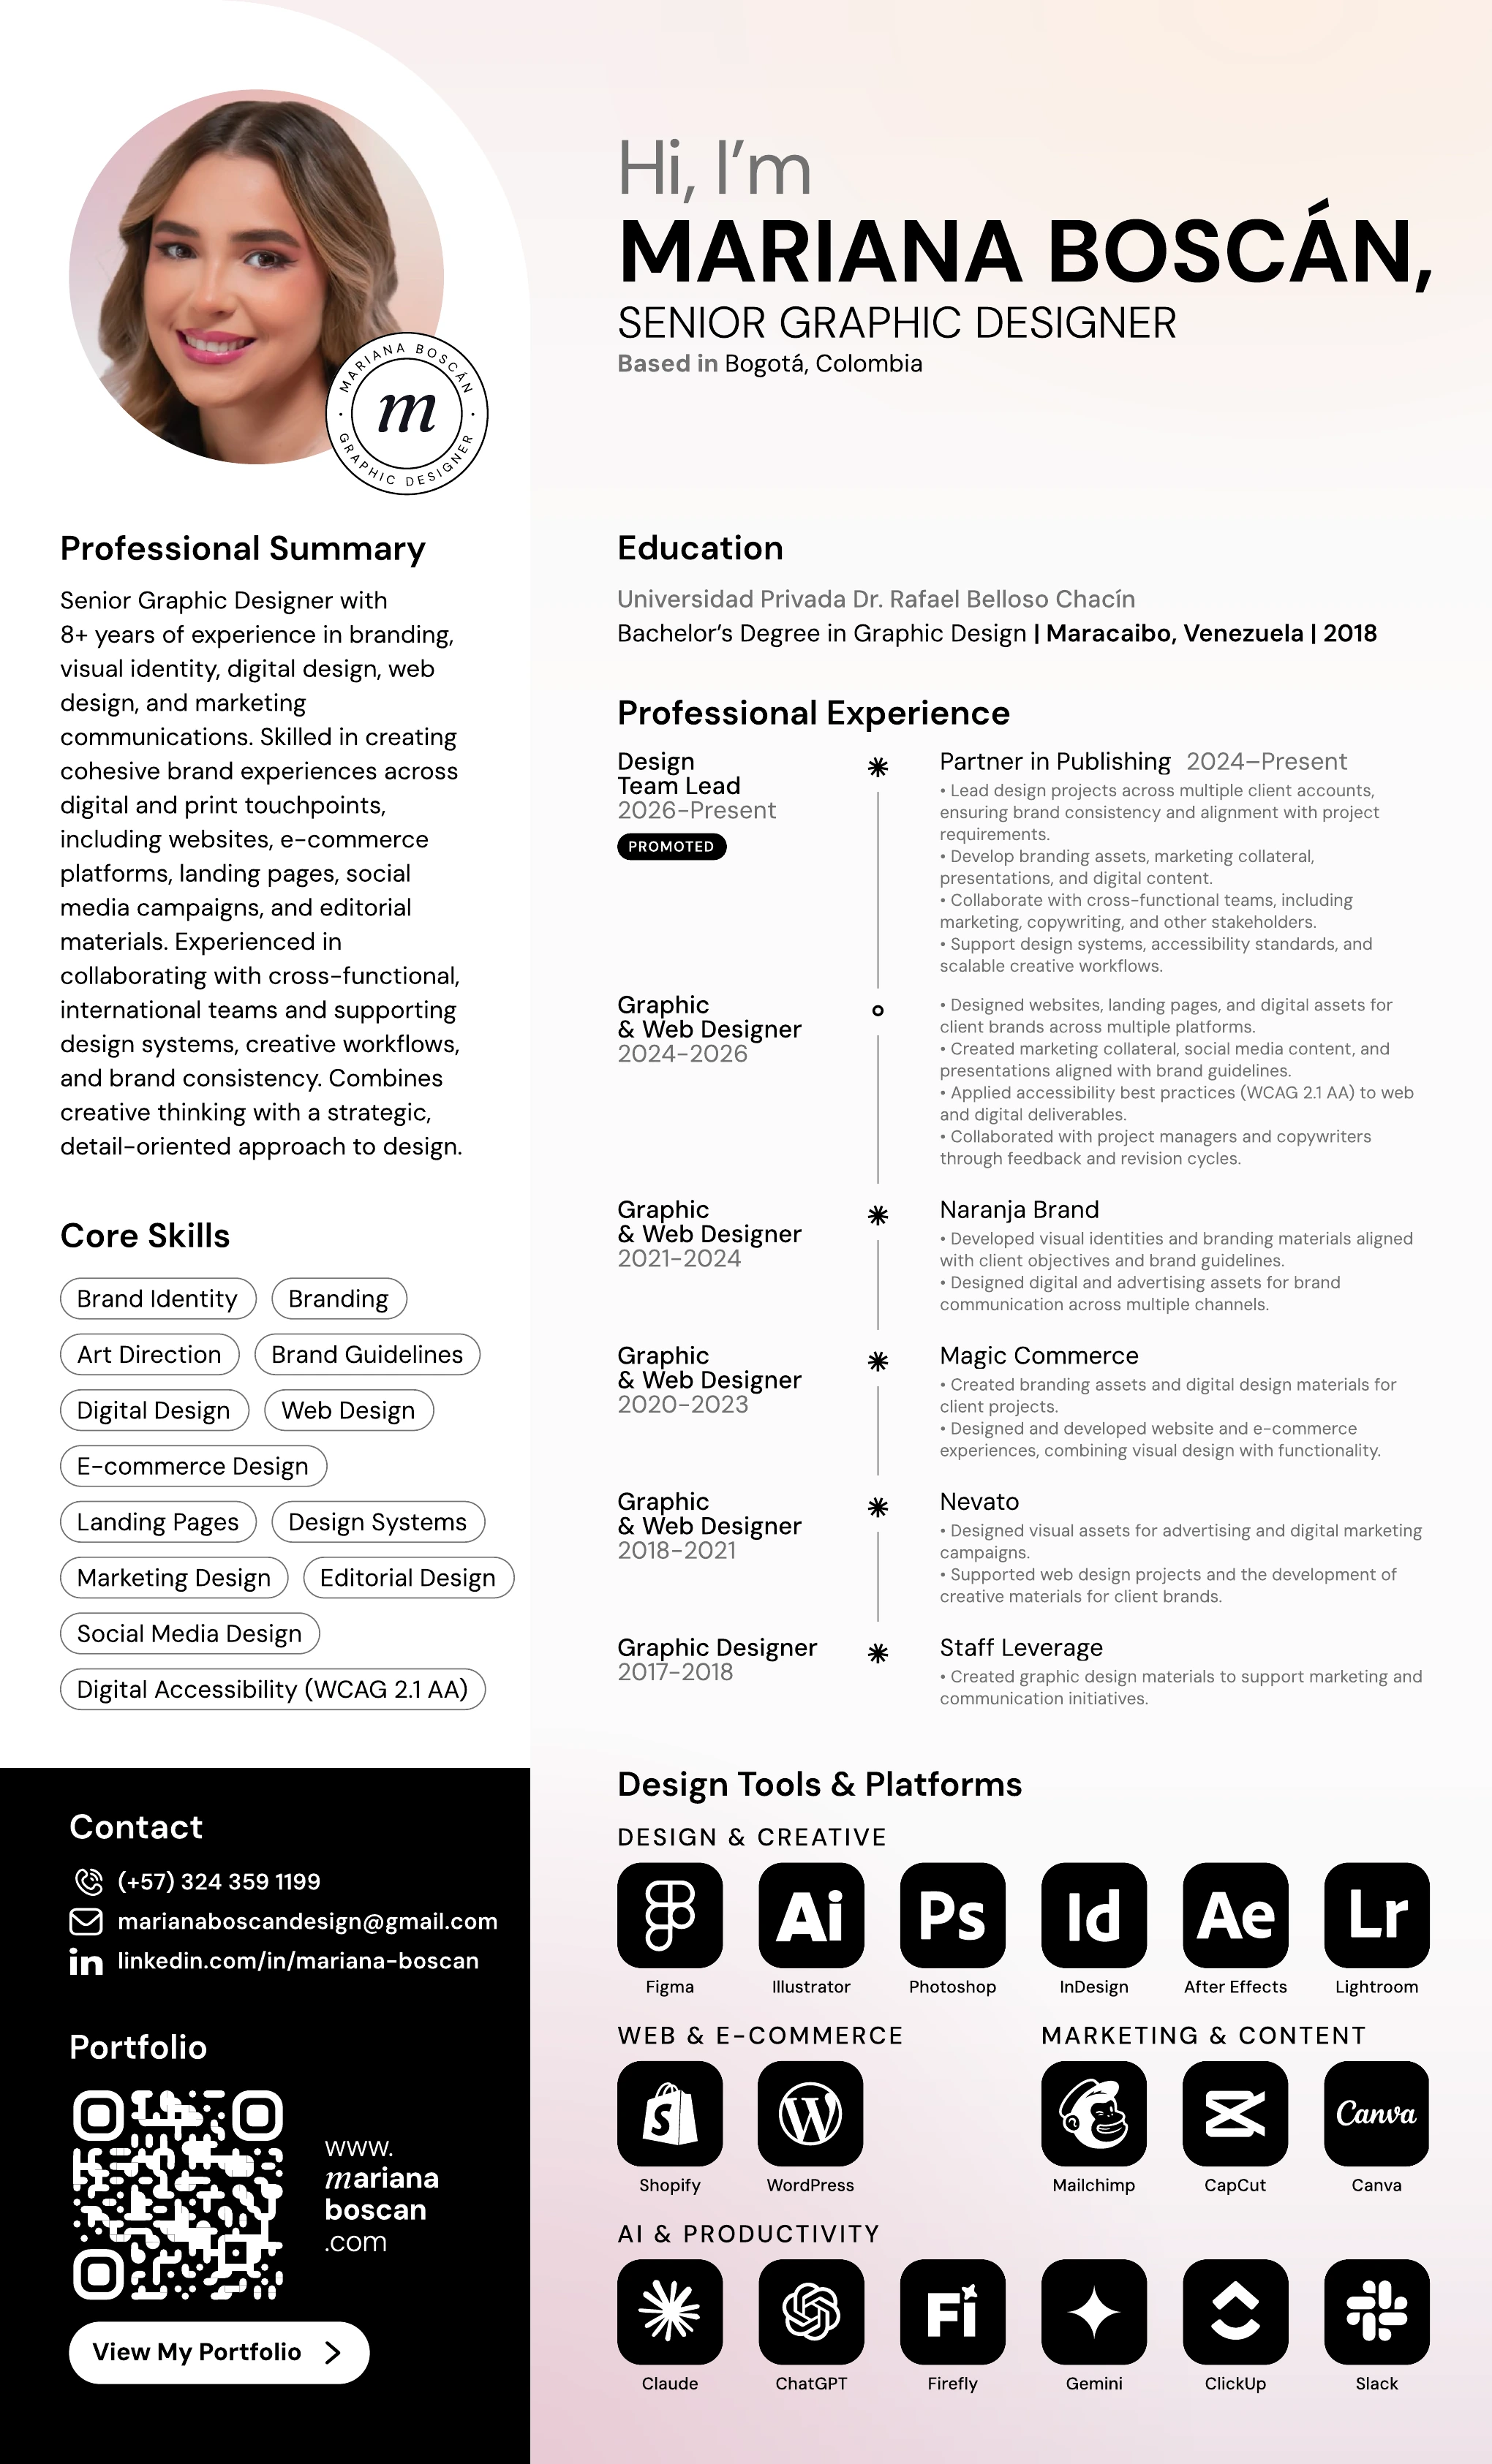 Hi, I’m
MARIANA BOSCÁN,
SENIOR GRAPHIC DESIGNER
Based in Bogotá, Colombia
MARIANA BOSCÁN
GRAPHIC DESIGNER
m
Professional Summary
Senior Graphic Designer with
8+ years of experience in branding,
visual identity, digital design, web
design, and marketing
communications. Skilled in creating
cohesive brand experiences across
digital and print touchpoints,
including websites, e-commerce
platforms, landing pages, social
media campaigns, and editorial
materials. Experienced in
collaborating with cross-functional,
international teams and supporting
design systems, creative workflows,
and brand consistency. Combines
creative thinking with a strategic,
detail-oriented approach to design.
Core Skills
Brand Identity
Branding
Art Direction
Brand Guidelines
Digital Design
Web Design
E-commerce Design
Landing Pages
Design Systems
Marketing Design
Editorial Design
Social Media Design
Digital Accessibility (WCAG 2.1 AA)
Contact
(+57) 324 359 1199
marianaboscandesign@gmail.com
in linkedin.com/in/mariana-boscan
Portfolio
www.
mariana
boscan
.com
View My Portfolio
Education
Universidad Privada Dr. Rafael Belloso Chacín
Bachelor’s Degree in Graphic Design | Maracaibo, Venezuela | 2018
Professional Experience
Design
Team Lead
2026-Present
PROMOTED
Partner in Publishing 2024–Present
• Lead design projects across multiple client accounts,
ensuring brand consistency and alignment with project
requirements.
• Develop branding assets, marketing collateral,
presentations, and digital content.
• Collaborate with cross-functional teams, including
marketing, copywriting, and other stakeholders.
• Support design systems, accessibility standards, and
scalable creative workflows.
Graphic
& Web Designer
2024-2026
• Designed websites, landing pages, and digital assets for
client brands across multiple platforms.
• Created marketing collateral, social media content, and
presentations aligned with brand guidelines.
• Applied accessibility best practices (WCAG 2.1 AA) to web
and digital deliverables.
• Collaborated with project managers and copywriters
through feedback and revision cycles.
Graphic
& Web Designer
2021-2024
Naranja Brand
• Developed visual identities and branding materials aligned
with client objectives and brand guidelines.
• Designed digital and advertising assets for brand
communication across multiple channels.
Graphic
& Web Designer
2020-2023
Magic Commerce
• Created branding assets and digital design materials for
client projects.
• Designed and developed website and e-commerce
experiences, combining visual design with functionality.
Graphic
& Web Designer
2018-2021
Nevato
• Designed visual assets for advertising and digital marketing
campaigns.
• Supported web design projects and the development of
creative materials for client brands.
Graphic Designer
2017-2018
Staff Leverage
• Created graphic design materials to support marketing and
communication initiatives.
Design Tools & Platforms
DESIGN & CREATIVE
Ai Ps Id Ae Lr
Figma Illustrator Photoshop InDesign After Effects Lightroom
WEB & E-COMMERCE
S W
Shopify WordPress
MARKETING & CONTENT
Canva
Mailchimp CapCut Canva
AI & PRODUCTIVITY
Fi
Claude ChatGPT Firefly Gemini ClickUp Slack